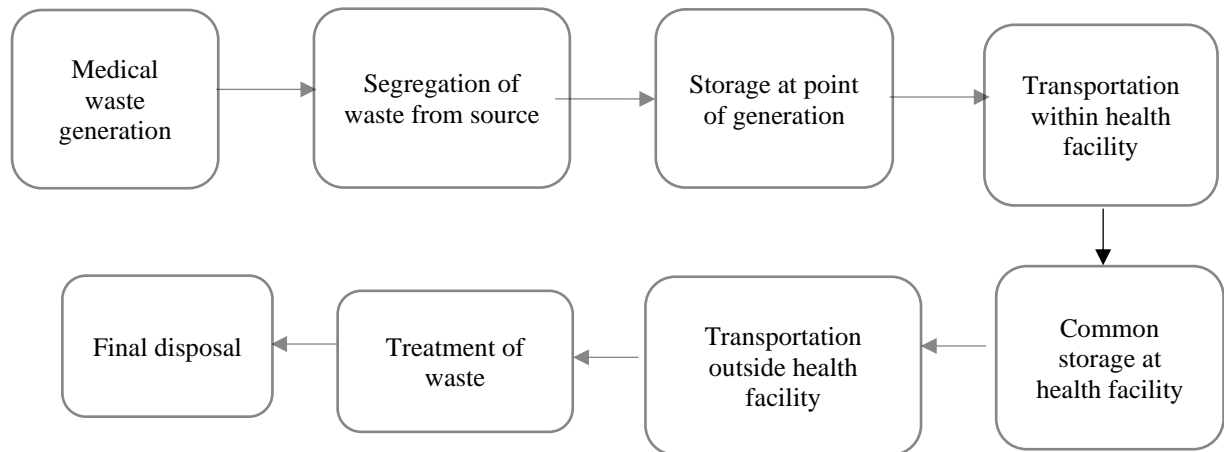 Medical
waste
generation
Segregation of
waste from source
Storage at point
of generation
Transportation
within health
facility
Common
storage at
health facility
Transportation
outside health
facility
Treatment of
waste
Final disposal